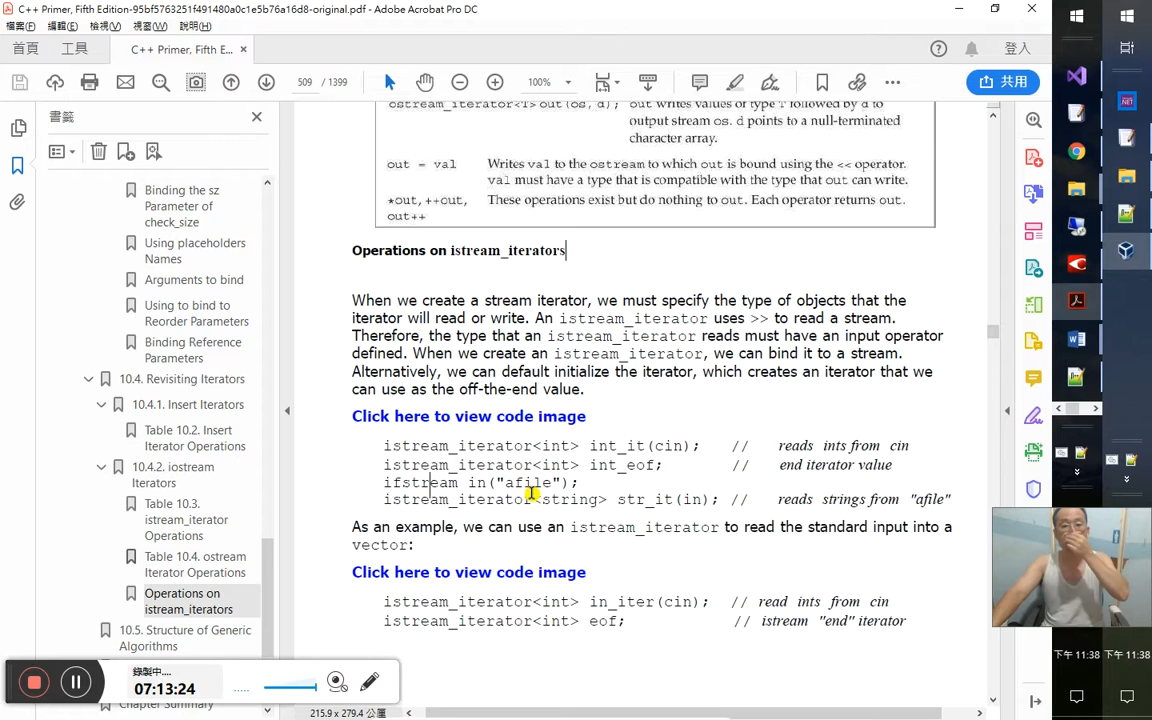 C++ Primer, Fifth Edition-95bf5763971261a90c1e5b76a16d8-original.pdf - Adobe Acrobat Pro DC
檔案(F) 編輯(E) 檢視(V) 視窗(W) 說明(H)
首頁 工具 C++ Primer, Fifth E... × 登入
509 / 1399 100% 共用
書籤
Binding the sz
Parameter of
check_size
Using placeholders
Names
Arguments to bind
Using to bind to
Reorder Parameters
Binding Reference
Parameters
10.4. Revisiting Iterators
10.4.1. Insert Iterators
Table 10.2. Insert
Iterator Operations
10.4.2. iostream
Iterators
Table 10.3.
istream_iterator
Operations
Table 10.4. ostream
Iterator Operations
Operations on
istream_iterators
10.5. Structure of Generic
Algorithms
Chapter Summary
ostream_iterator<T> out(os, d); out writes values of type T followed by d to
output stream os. d points to a null-terminated
character array.
out = val Writes val to the ostream to which out is bound using the << operator.
val must have a type that is compatible with the type that out can write.
*out, ++out, These operations exist but do nothing to out. Each operator returns out.
out++
Operations on istream_iterators
When we create a stream iterator, we must specify the type of objects that the
iterator will read or write. An istream_iterator uses >> to read a stream.
Therefore, the type that an istream_iterator reads must have an input operator
defined. When we create an istream_iterator, we can bind it to a stream.
Alternatively, we can default initialize the iterator, which creates an iterator that we
can use as the off-the-end value.
Click here to view code image
istream_iterator<int> int_it(cin); // reads ints from cin
istream_iterator<int> int_eof; // end iterator value
ifstream in("afile");
istream_iterator<string> str_it(in); // reads strings from "afile"
As an example, we can use an istream_iterator to read the standard input into a
vector:
Click here to view code image
istream_iterator<int> in_iter(cin); // read ints from cin
istream_iterator<int> eof; // istream "end" iterator
215.9 x 279.4 公釐
錄製中....
07:13:24
.NET
下午 11:38 下午 11:38